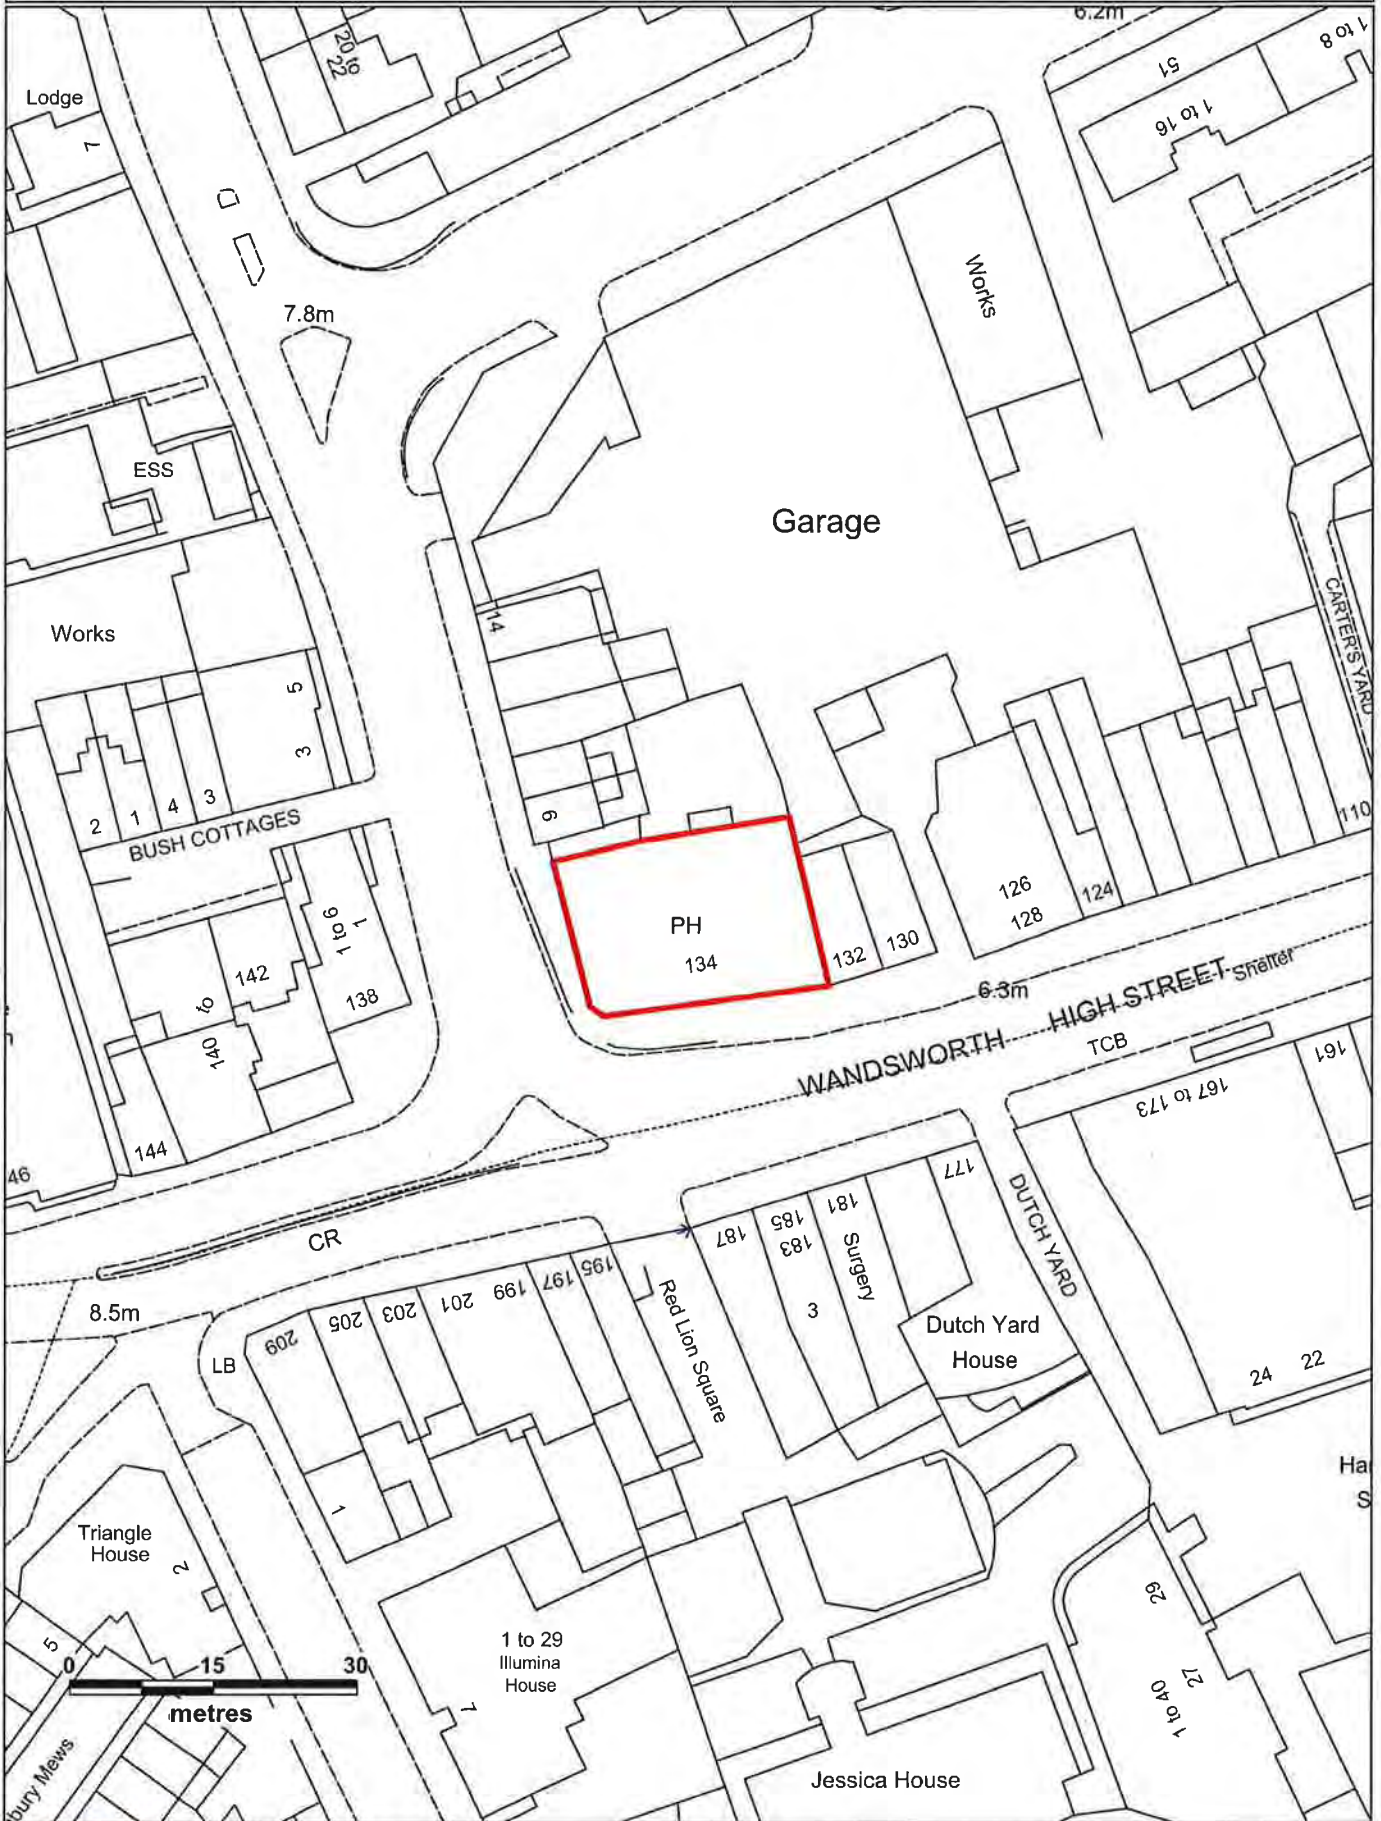 6.2m
20 to
22
51
1 to 8
1 to 16
Lodge
7
Works
7.8m
ESS
Garage
CARTER'S YARD
14
Works
5
3
2
1
4
3
BUSH COTTAGES
9
110
126
128
124
PH
134
132
130
1 to 6
1
142
to
140
138
144
46
6.3m
Shelter
WANDSWORTH HIGH STREET
TCB
167 to 173
161
CR
177
181
185
183
187
Surgery
3
DUTCH YARD
195
197
199
201
203
205
209
Red Lion Square
8.5m
LB
Dutch Yard
House
24
22
1
Triangle
House
2
5
29
27
1 to 40
1 to 29
Illumina
House
7
0 15 30
metres
Jessica House